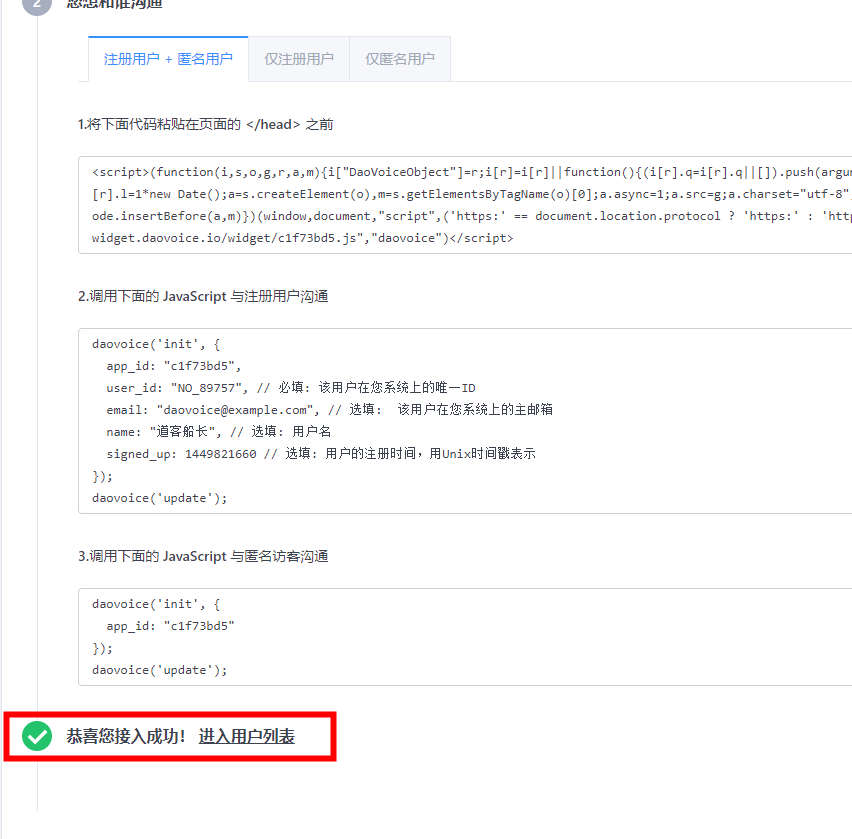 2 您想和谁沟通
注册用户 + 匿名用户 仅注册用户 仅匿名用户
1.将下面代码粘贴在页面的 </head> 之前
<script>(function(i,s,o,g,r,a,m){i["DaoVoiceObject"]=r;i[r]=i[r]||function(){(i[r].q=i[r].q||[]).push(argu
[r].l=1*new Date();a=s.createElement(o),m=s.getElementsByTagName(o)[0];a.async=1;a.src=g;a.charset="utf-8"
ode.insertBefore(a,m)})(window,document,"script",('https:' == document.location.protocol ? 'https:' : 'http
widget.daovoice.io/widget/c1f73bd5.js","daovoice")</script>
2.调用下面的 JavaScript 与注册用户沟通
daovoice('init', {
app_id: "c1f73bd5",
user_id: "NO_89757", // 必填: 该用户在您系统上的唯一ID
email: "daovoice@example.com", // 选填: 该用户在您系统上的主邮箱
name: "道客船长", // 选填: 用户名
signed_up: 1449821660 // 选填: 用户的注册时间，用Unix时间戳表示
});
daovoice('update');
3.调用下面的 JavaScript 与匿名访客沟通
daovoice('init', {
app_id: "c1f73bd5"
});
daovoice('update');
恭喜您接入成功！ 进入用户列表